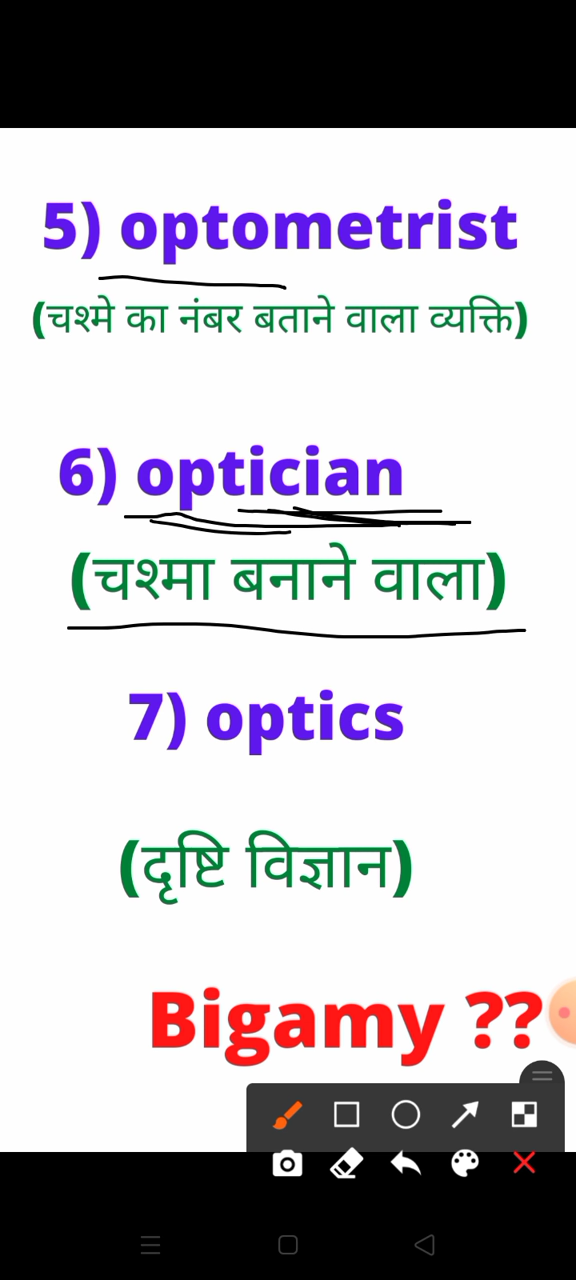 5) optometrist
(चश्मे का नंबर बताने वाला व्यक्ति)
6) optician
(चश्मा बनाने वाला)
7) optics
(दृष्टि विज्ञान)
Bigamy ??